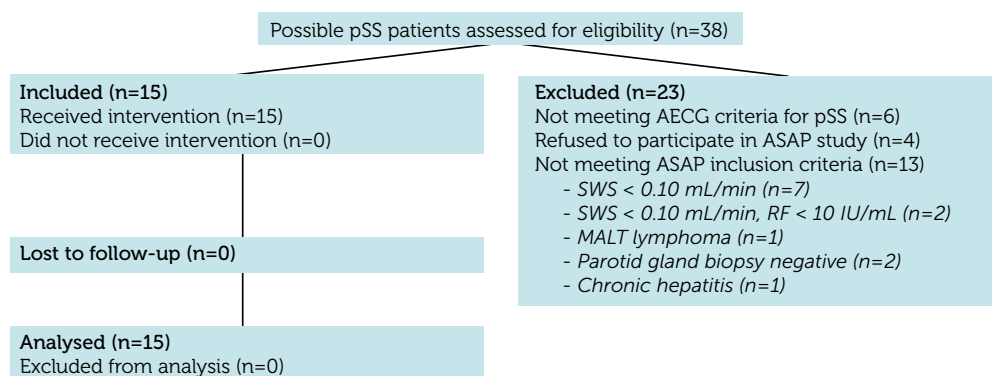 Possible pSS patients assessed for eligibility (n=38)
Included (n=15)
Received intervention (n=15)
Did not receive intervention (n=0)
Excluded (n=23)
Not meeting AECG criteria for pSS (n=6)
Refused to participate in ASAP study (n=4)
Not meeting ASAP inclusion criteria (n=13)
- SWS < 0.10 mL/min (n=7)
- SWS < 0.10 mL/min, RF < 10 IU/mL (n=2)
- MALT lymphoma (n=1)
- Parotid gland biopsy negative (n=2)
- Chronic hepatitis (n=1)
Lost to follow-up (n=0)
Analysed (n=15)
Excluded from analysis (n=0)